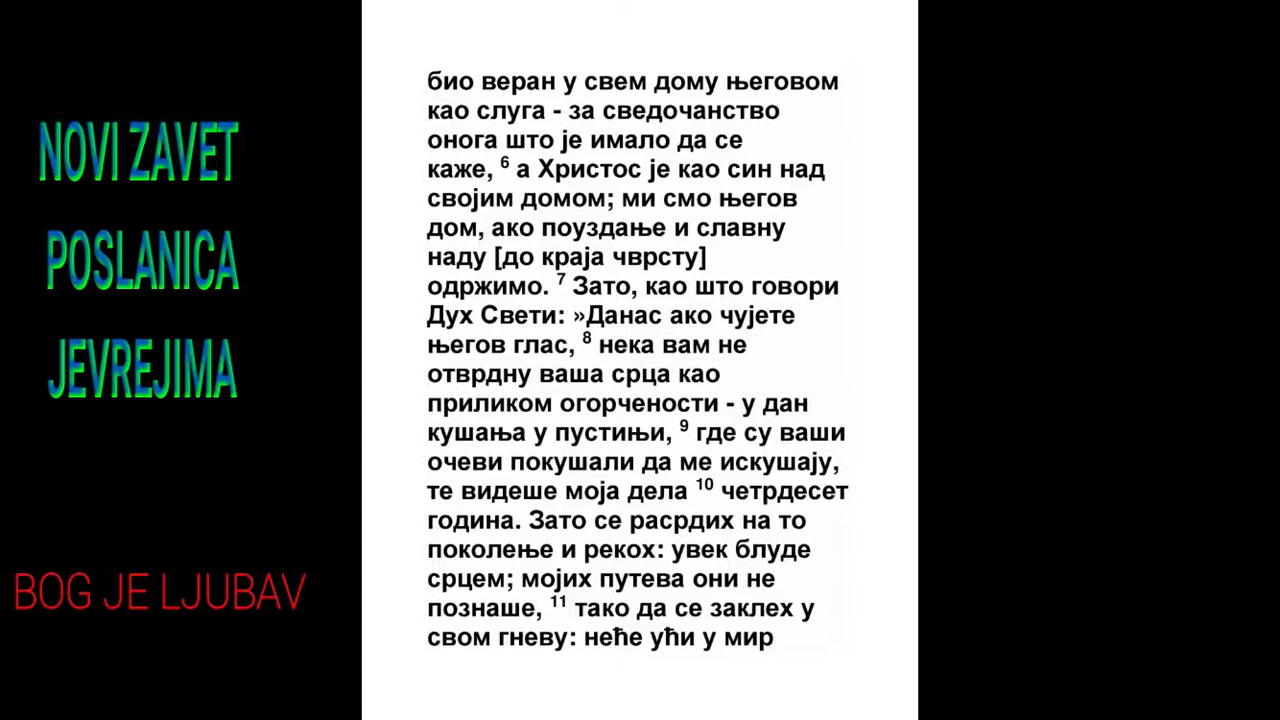 NOVI ZAVET
POSLANICA
JEVREJIMA
BOG JE LJUBAV
био веран у свем дому његовом
као слуга - за сведочанство
онога што је имало да се
каже, ⁶ а Христос је као син над
својим домом; ми смо његов
дом, ако поуздање и славну
наду [до краја чврсту]
одржимо. ⁷ Зато, као што говори
Дух Свети: »Данас ако чујете
његов глас, ⁸ нека вам не
отврдну ваша срца као
приликом огорчености - у дан
кушања у пустињи, ⁹ где су ваши
очеви покушали да ме искушају,
те видеше моја дела ¹⁰ четрдесет
година. Зато се расрдих на то
поколење и рекох: увек блуде
срцем; мојих путева они не
познаше, ¹¹ тако да се заклех у
свом гневу: неће ући у мир